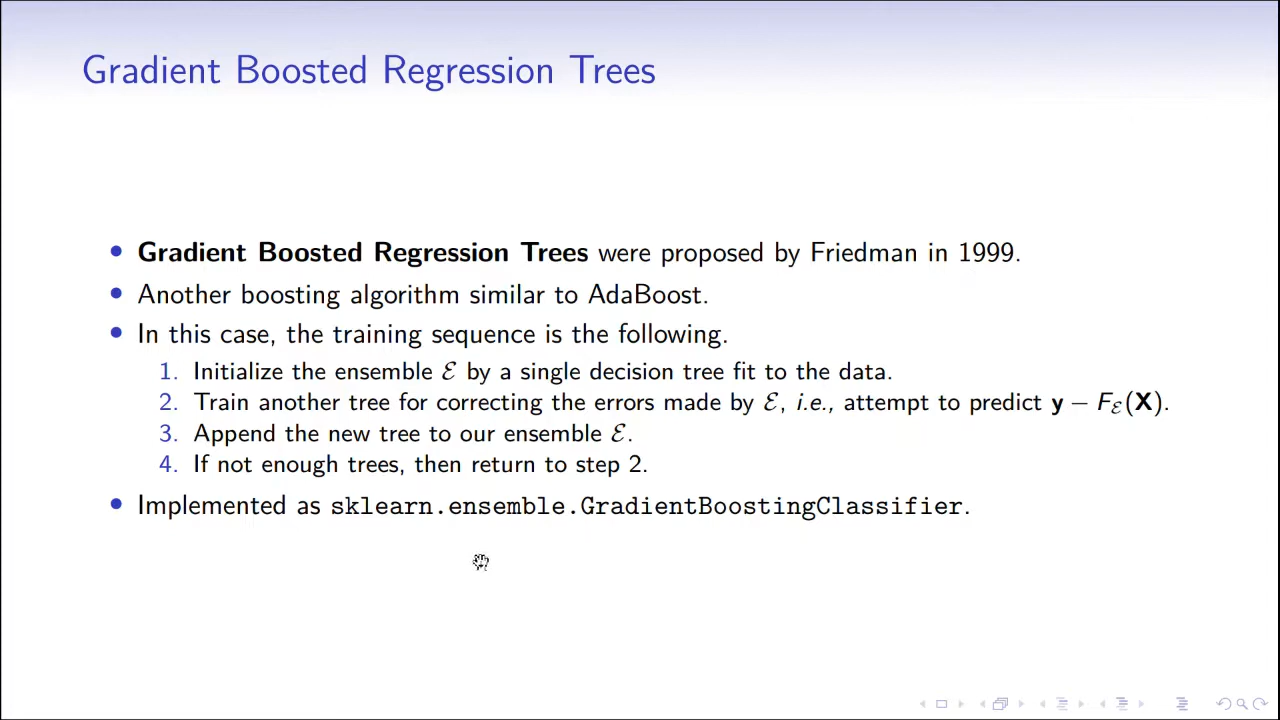 Gradient Boosted Regression Trees
• Gradient Boosted Regression Trees were proposed by Friedman in 1999.
• Another boosting algorithm similar to AdaBoost.
• In this case, the training sequence is the following.
1. Initialize the ensemble ℰ by a single decision tree fit to the data.
2. Train another tree for correcting the errors made by ℰ, i.e., attempt to predict y − F_ℰ(X).
3. Append the new tree to our ensemble ℰ.
4. If not enough trees, then return to step 2.
• Implemented as sklearn.ensemble.GradientBoostingClassifier.